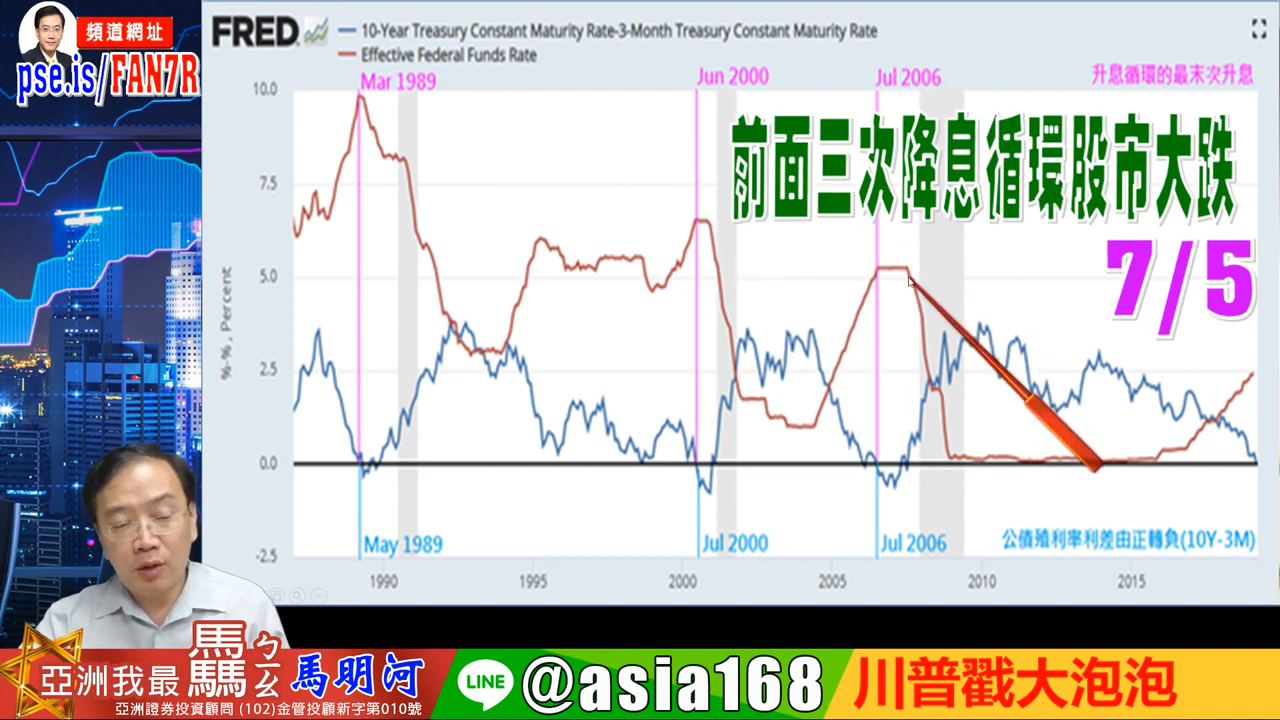 頻道網址
pse.is/FAN7R
FRED
10-Year Treasury Constant Maturity Rate-3-Month Treasury Constant Maturity Rate
Effective Federal Funds Rate
Mar 1989
Jun 2000
Jul 2006
升息循環的最末次升息
前面三次降息循環股市大跌
7/5
10.0
7.5
5.0
2.5
0.0
-2.5
%-% , Percent
May 1989
Jul 2000
Jul 2006
公債殖利率利差由正轉負(10Y-3M)
1990
1995
2000
2005
2010
2015
亞洲我最馬驫ㄅㄧㄠ馬明河
亞洲證券投資顧問 (102)金管投顧新字第010號
LINE
@asia168
川普戳大泡泡